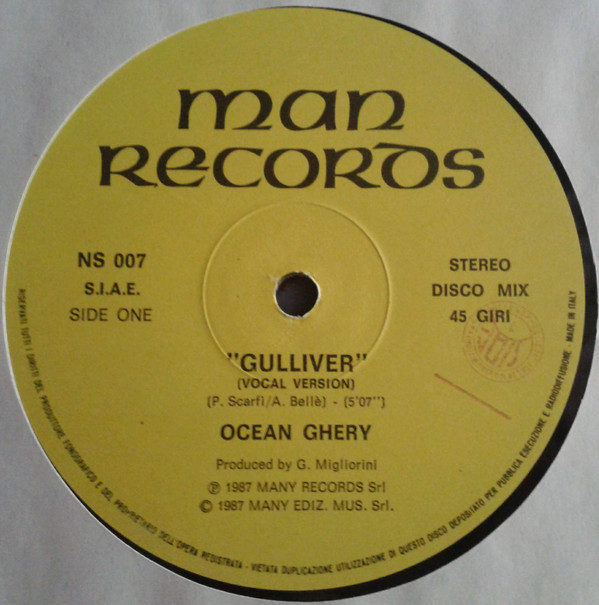 man
RECORDS
NS 007
S.I.A.E.
SIDE ONE
STEREO
DISCO MIX
45 GIRI
"GULLIVER"
(VOCAL VERSION)
(P. Scarfi/A. Bellè) - (5'07'')
OCEAN GHERY
Produced by G. Migliorini
℗ 1987 MANY RECORDS Srl
© 1987 MANY EDIZ. MUS. Srl.
RISERVATI TUTTI I DIRITTI DEL PRODUTTORE FONOGRAFICO E DEL PROPRIETARIO DELL'OPERA REGISTRATA - VIETATA DUPLICAZIONE UTILIZZAZIONE DI QUESTO DISCO DEPOSITATO PER PUBBLICA ESECUZIONE E RADIODIFFUSIONE - MADE IN ITALY